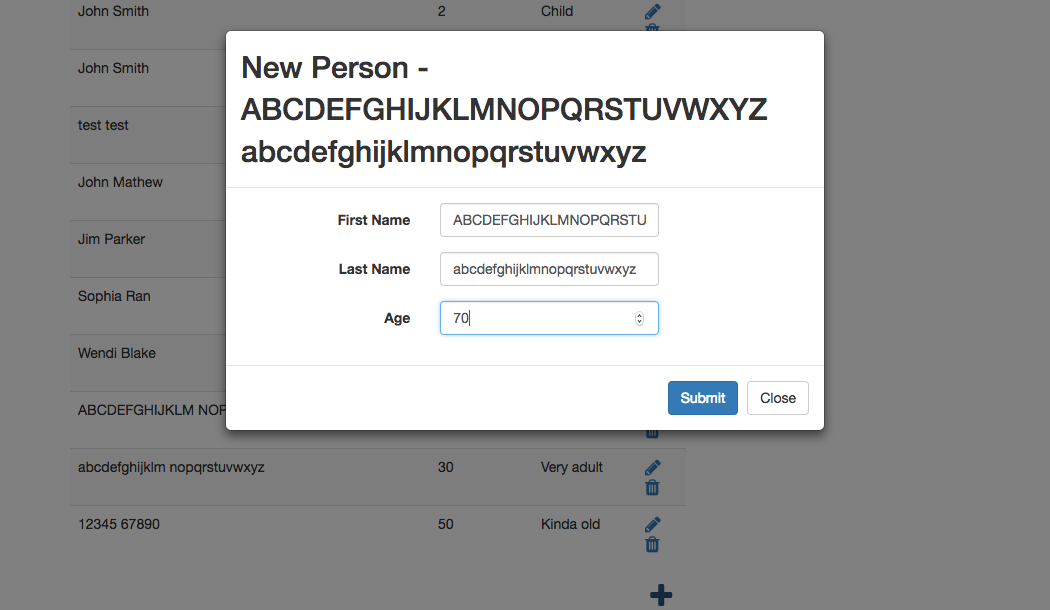 John Smith 2 Child
New Person -
ABCDEFGHIJKLMNOPQRSTUVWXYZ
abcdefghijklmnopqrstuvwxyz
John Smith
test test
John Mathew
Jim Parker
Sophia Ran
Wendi Blake
First Name ABCDEFGHIJKLMNOPQRSTU
Last Name abcdefghijklmnopqrstuvwxyz
Age 70
Submit Close
ABCDEFGHIJKLM NOP
abcdefghijklm nopqrstuvwxyz 30 Very adult
12345 67890 50 Kinda old